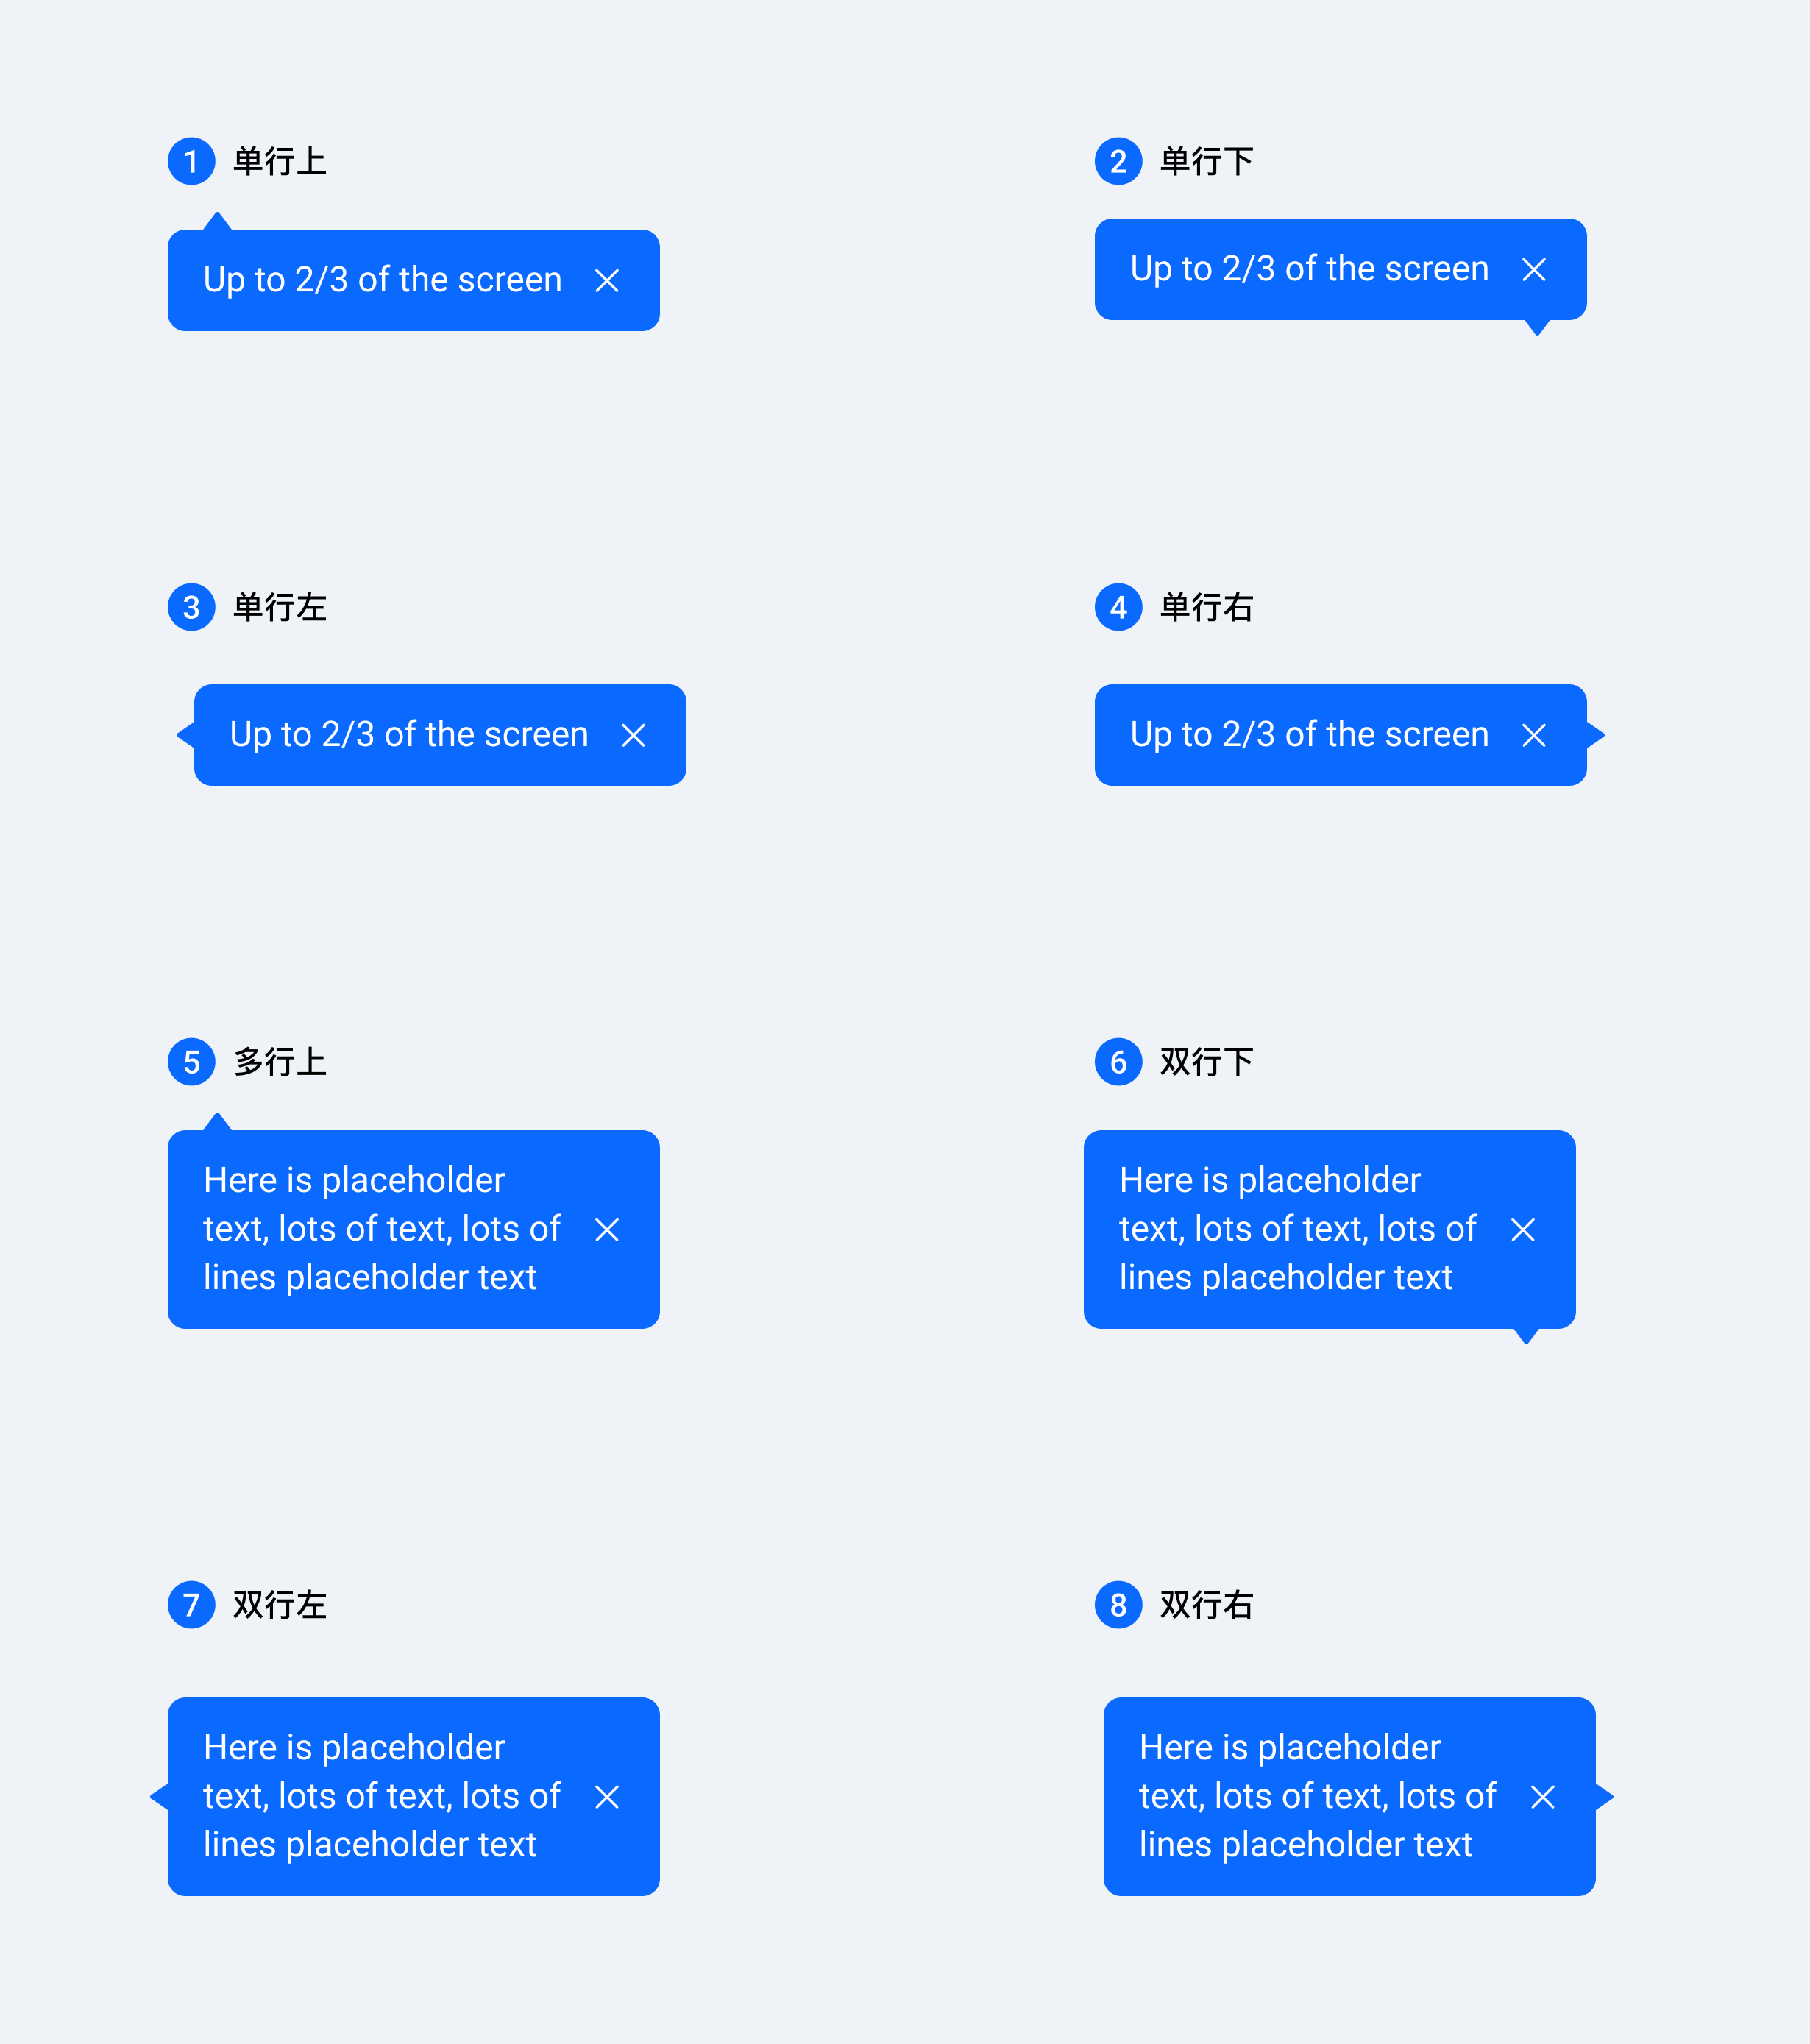 1 单行上
Up to 2/3 of the screen
2 单行下
Up to 2/3 of the screen
3 单行左
Up to 2/3 of the screen
4 单行右
Up to 2/3 of the screen
5 多行上
Here is placeholder
text, lots of text, lots of
lines placeholder text
6 双行下
Here is placeholder
text, lots of text, lots of
lines placeholder text
7 双行左
Here is placeholder
text, lots of text, lots of
lines placeholder text
8 双行右
Here is placeholder
text, lots of text, lots of
lines placeholder text